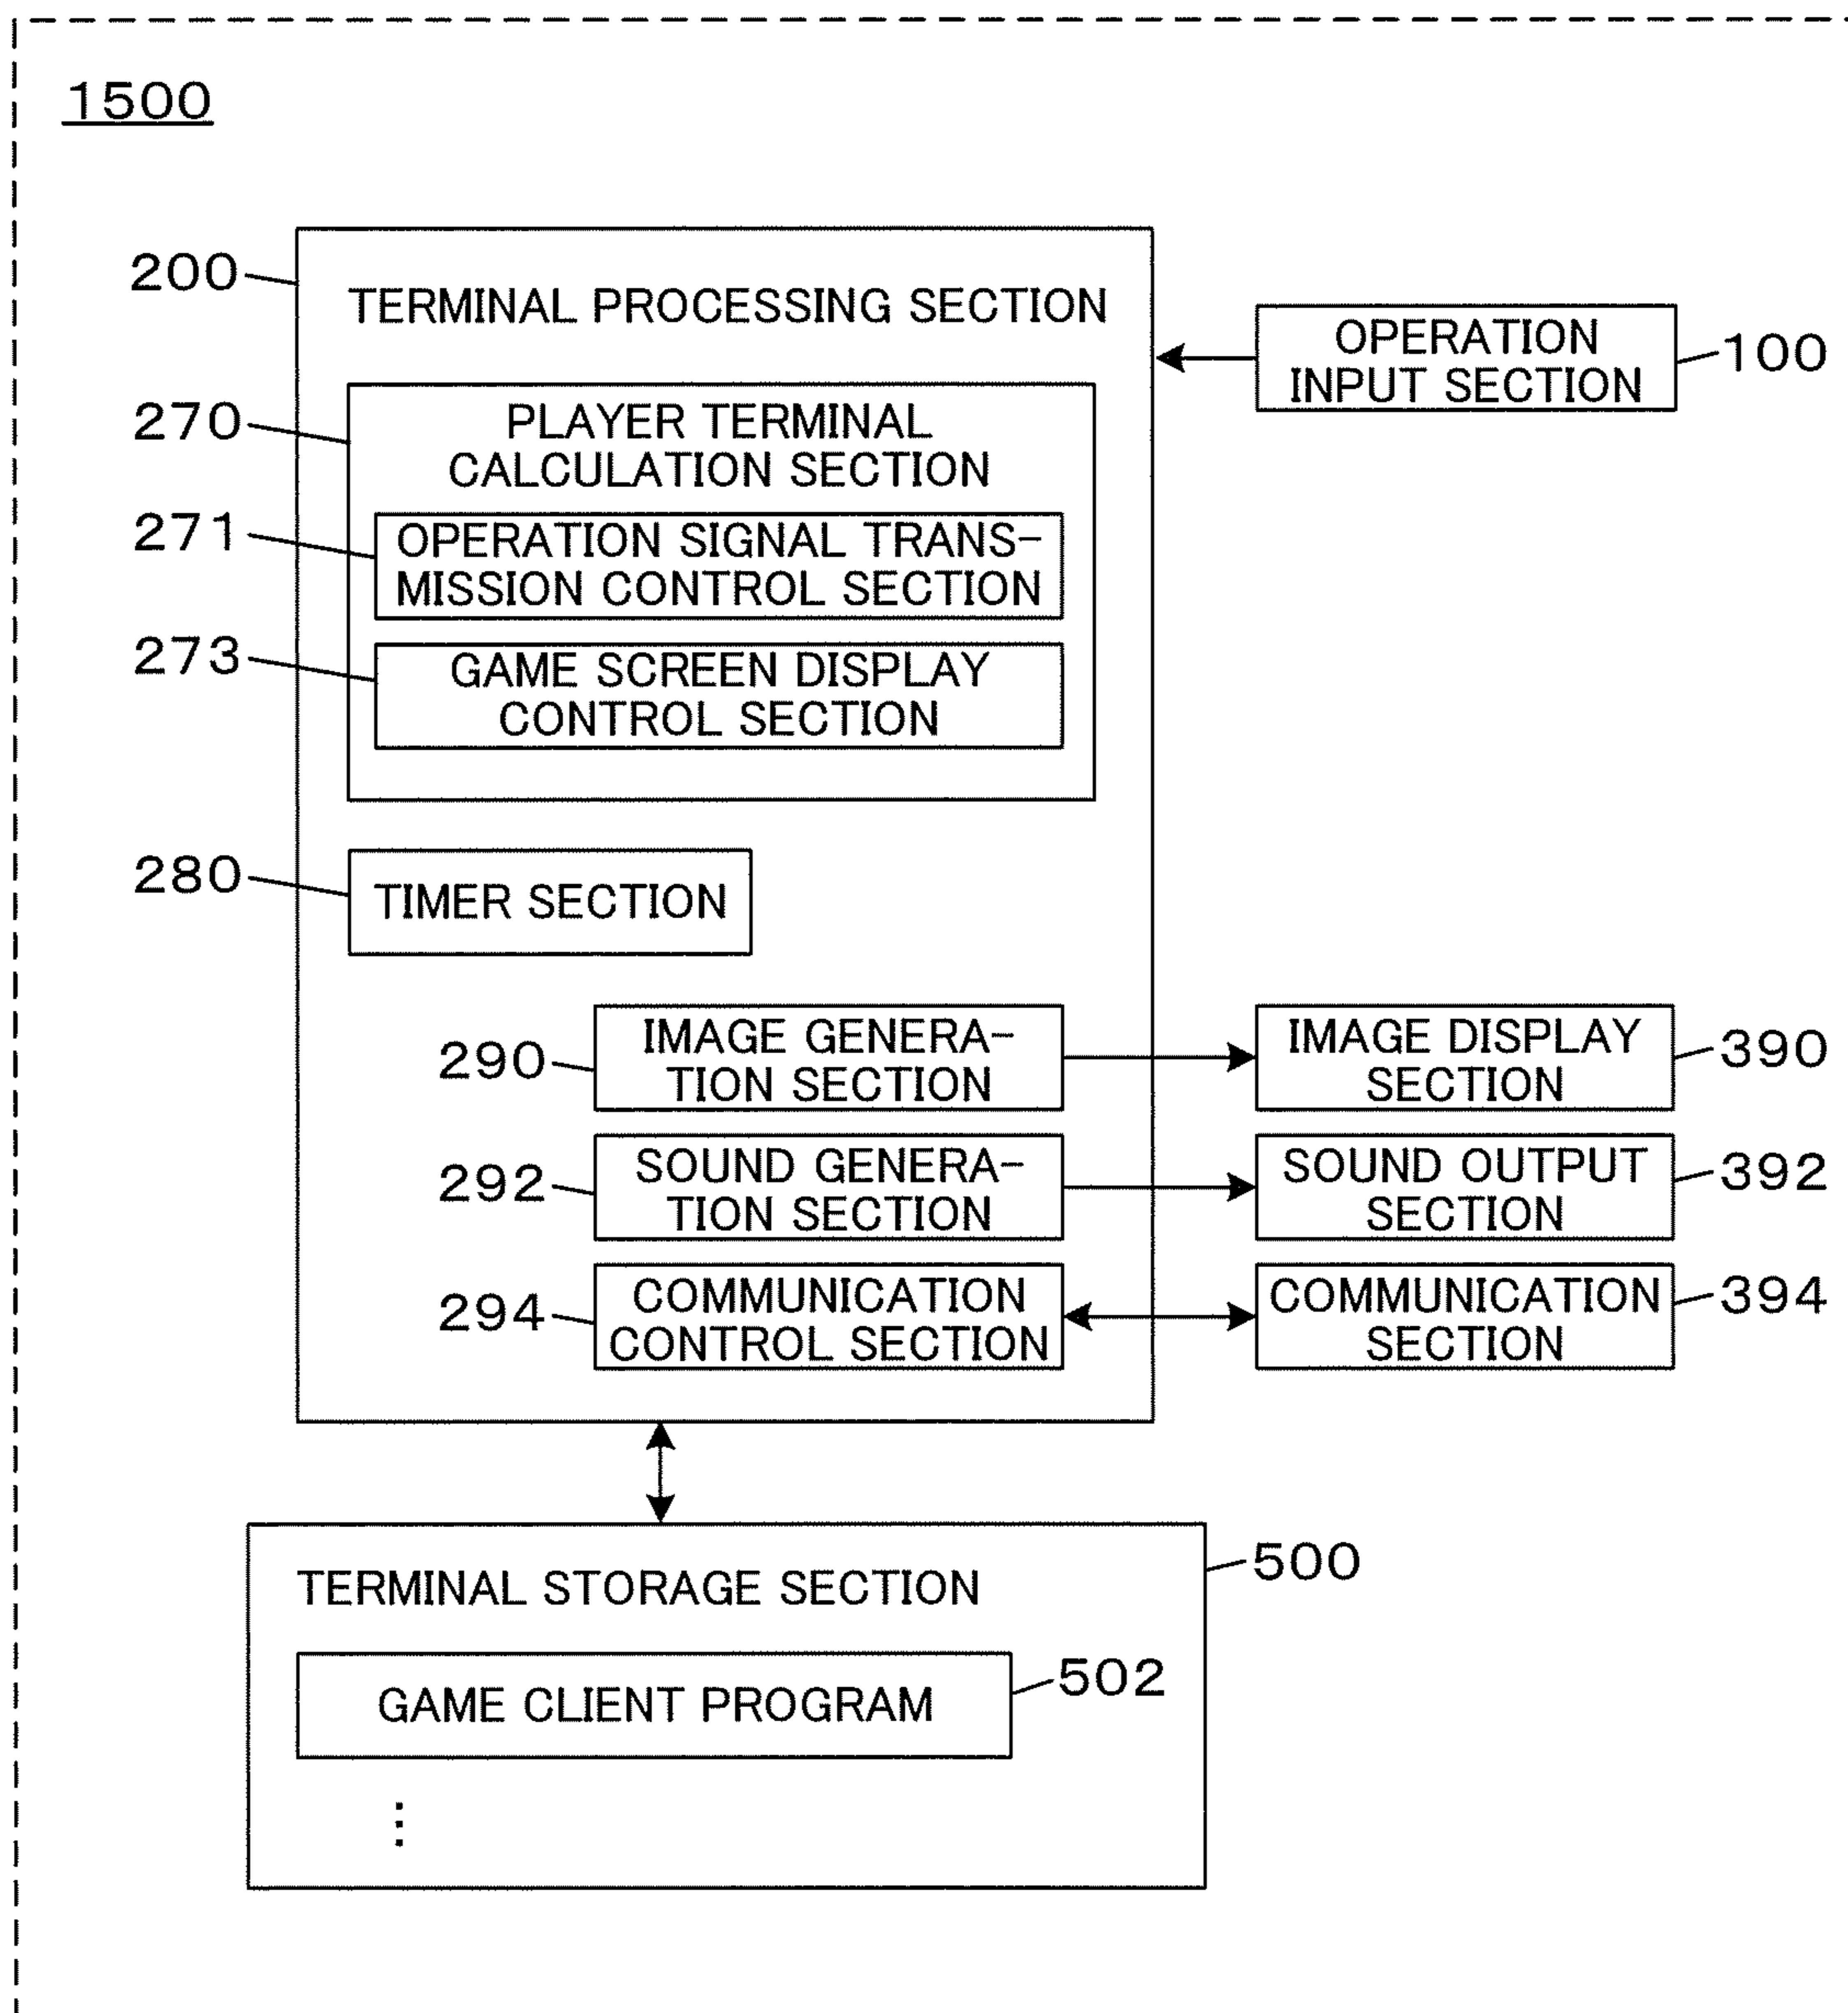 1500
200
TERMINAL PROCESSING SECTION
OPERATION
INPUT SECTION
100
270
PLAYER TERMINAL
CALCULATION SECTION
271
OPERATION SIGNAL TRANS-
MISSION CONTROL SECTION
273
GAME SCREEN DISPLAY
CONTROL SECTION
280
TIMER SECTION
290
IMAGE GENERA-
TION SECTION
IMAGE DISPLAY
SECTION
390
292
SOUND GENERA-
TION SECTION
SOUND OUTPUT
SECTION
392
294
COMMUNICATION
CONTROL SECTION
COMMUNICATION
SECTION
394
TERMINAL STORAGE SECTION
500
GAME CLIENT PROGRAM
502
⋮